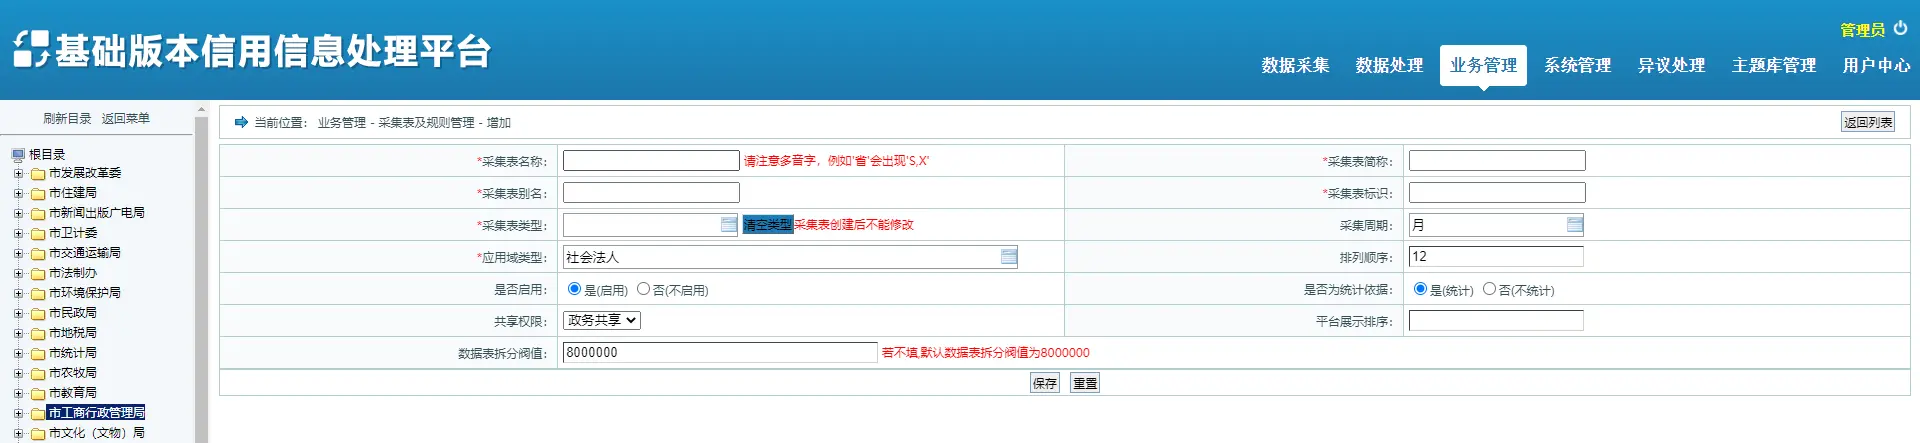 基础版本信用信息处理平台
管理员
数据采集 数据处理 业务管理 系统管理 异议处理 主题库管理 用户中心
刷新目录 返回菜单
根目录
市发展改革委
市住建局
市新闻出版广电局
市卫计委
市交通运输局
市法制办
市环境保护局
市民政局
市地税局
市统计局
市农牧局
市教育局
市工商行政管理局
市文化（文物）局
当前位置： 业务管理 - 采集表及规则管理 - 增加 返回列表
*采集表名称： 请注意多音字，例如'省'会出现'S,X' *采集表简称：
*采集表别名： *采集表标识：
*采集表类型： 清空类型 采集表创建后不能修改 采集周期： 月
*应用域类型： 社会法人 排列顺序： 12
是否启用： 是(启用) 否(不启用) 是否为统计依据： 是(统计) 否(不统计)
共享权限： 政务共享 平台展示排序：
数据表拆分阀值： 8000000 若不填,默认数据表拆分阀值为8000000
保存 重置